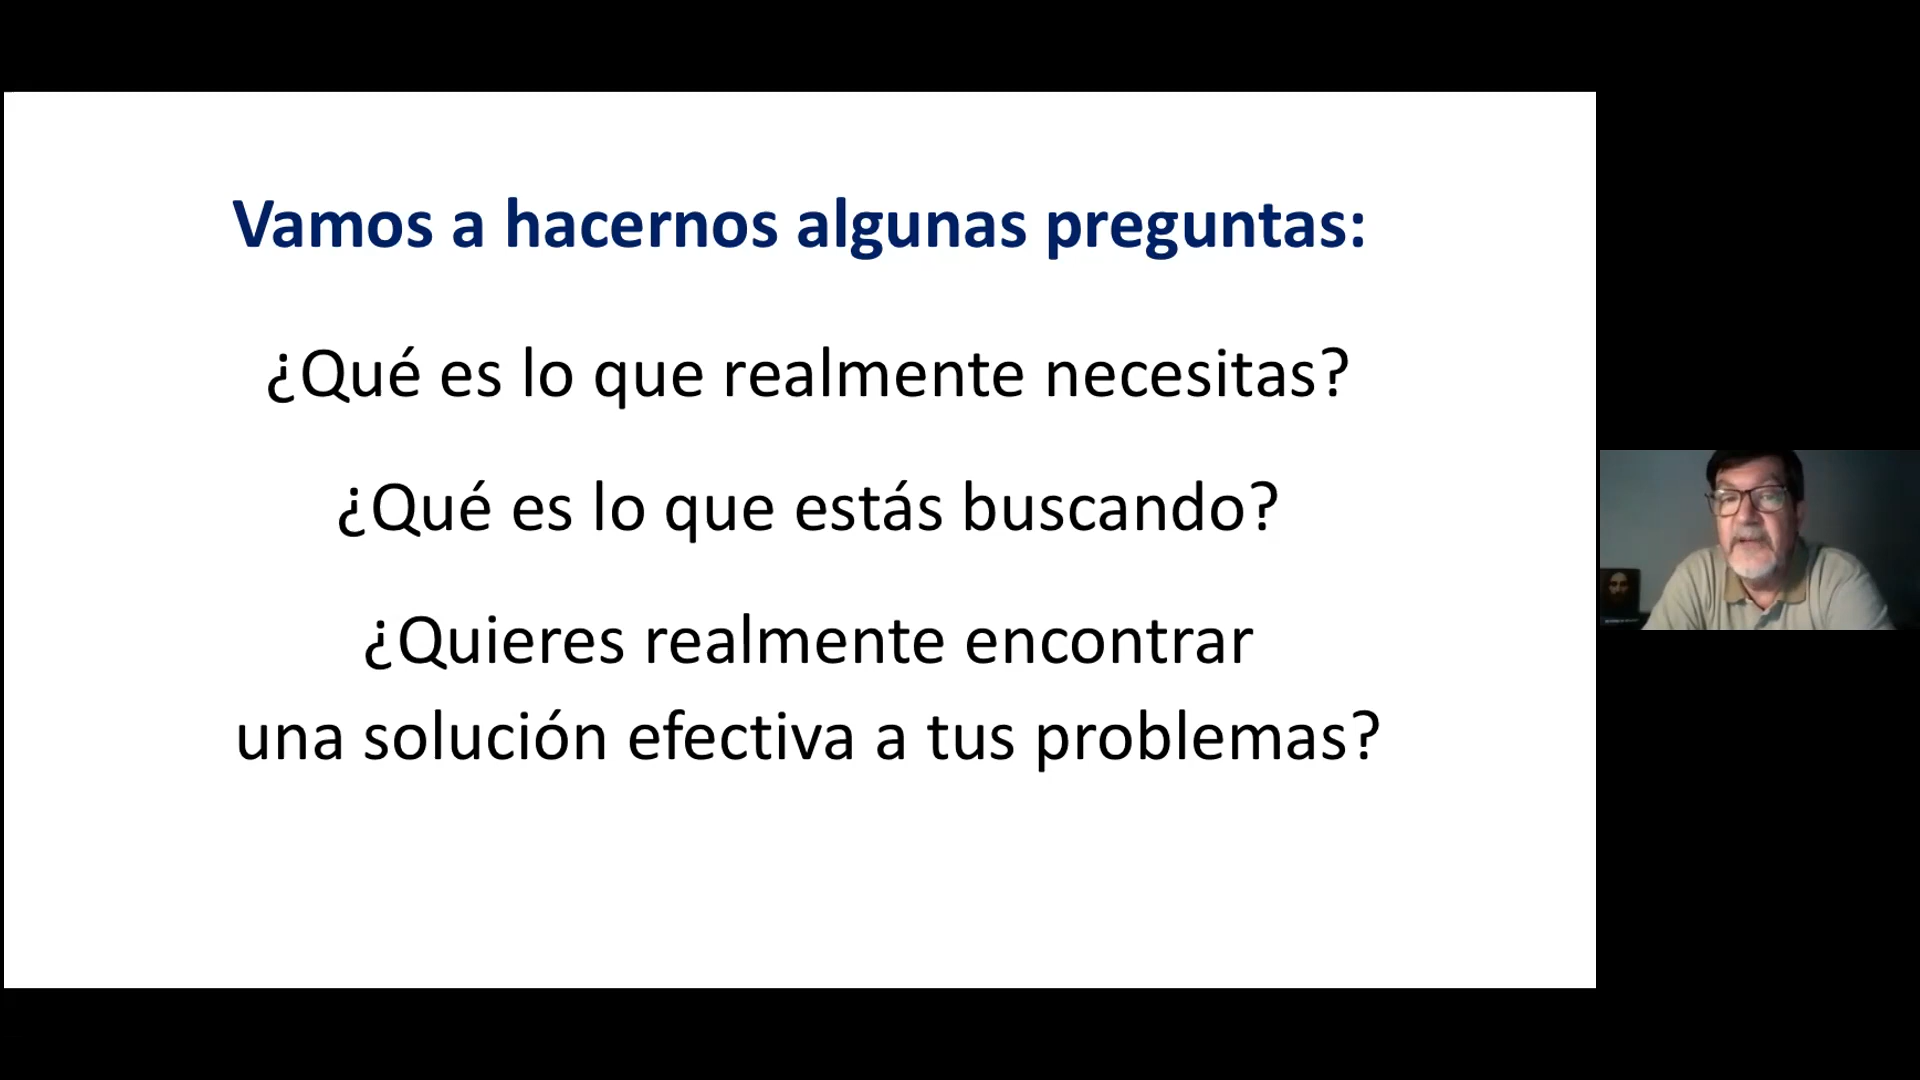 Vamos a hacernos algunas preguntas:
¿Qué es lo que realmente necesitas?
¿Qué es lo que estás buscando?
¿Quieres realmente encontrar
una solución efectiva a tus problemas?